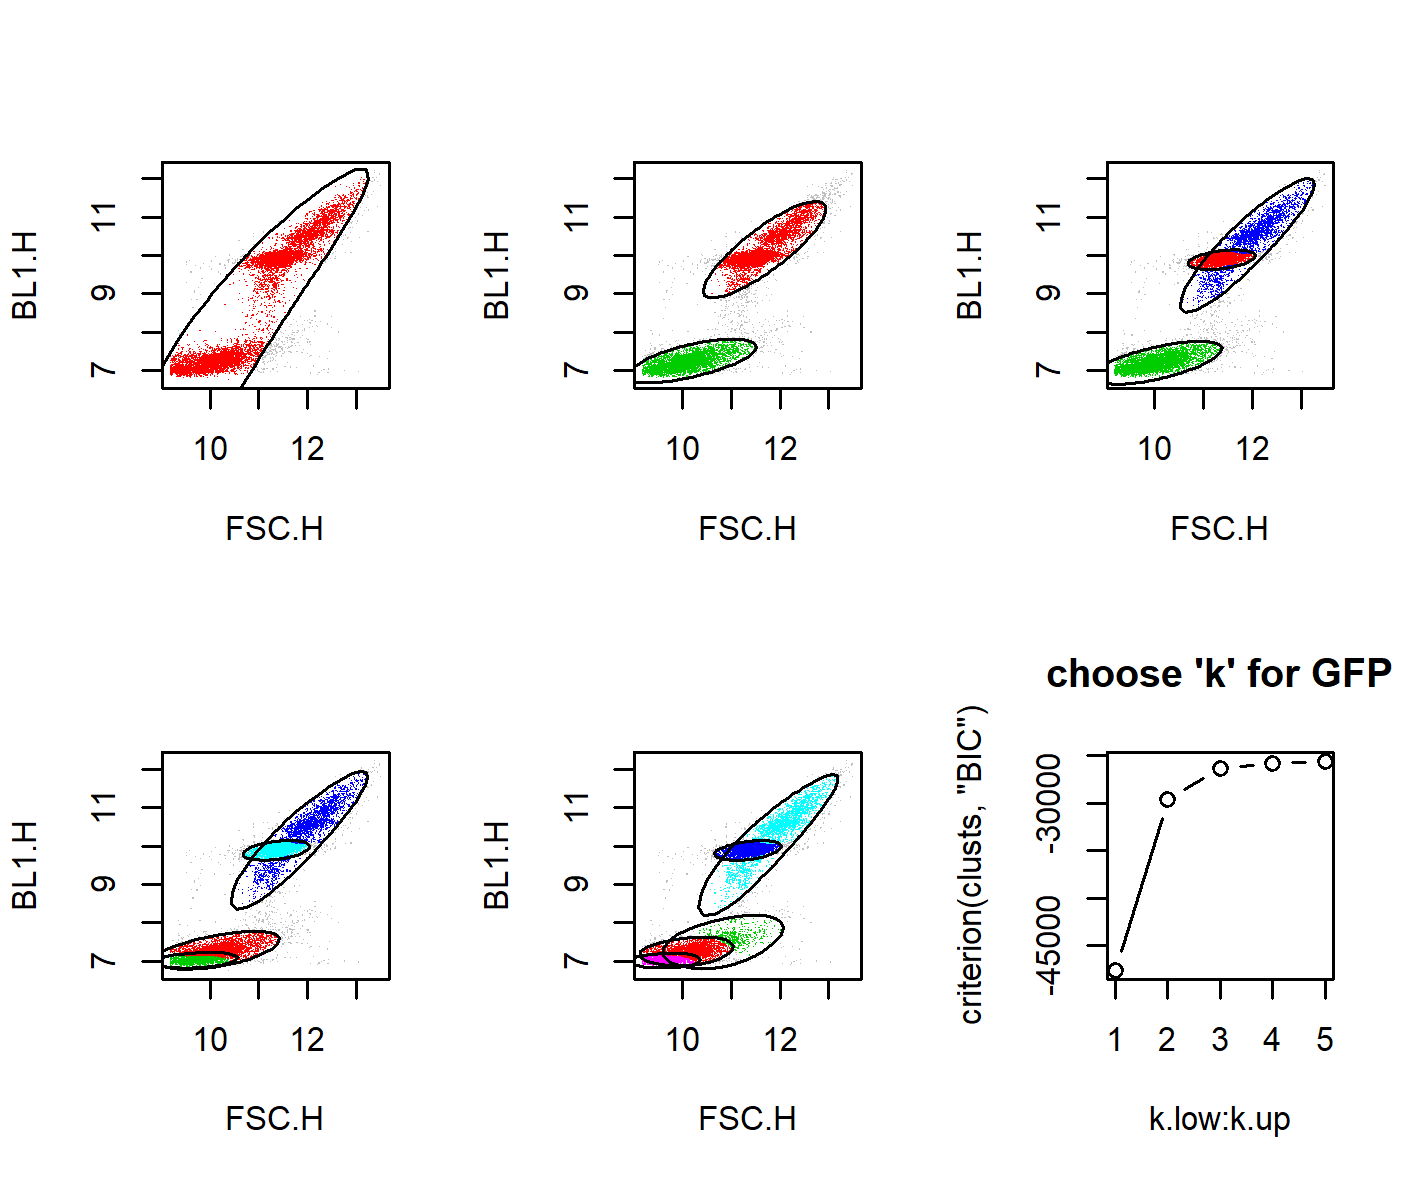 BL1.H
7 9 11
10 12
FSC.H
BL1.H
7 9 11
10 12
FSC.H
BL1.H
7 9 11
10 12
FSC.H
BL1.H
7 9 11
10 12
FSC.H
BL1.H
7 9 11
10 12
FSC.H
choose 'k' for GFP
criterion(clusts, "BIC")
-45000 -30000
1 2 3 4 5
k.low:k.up